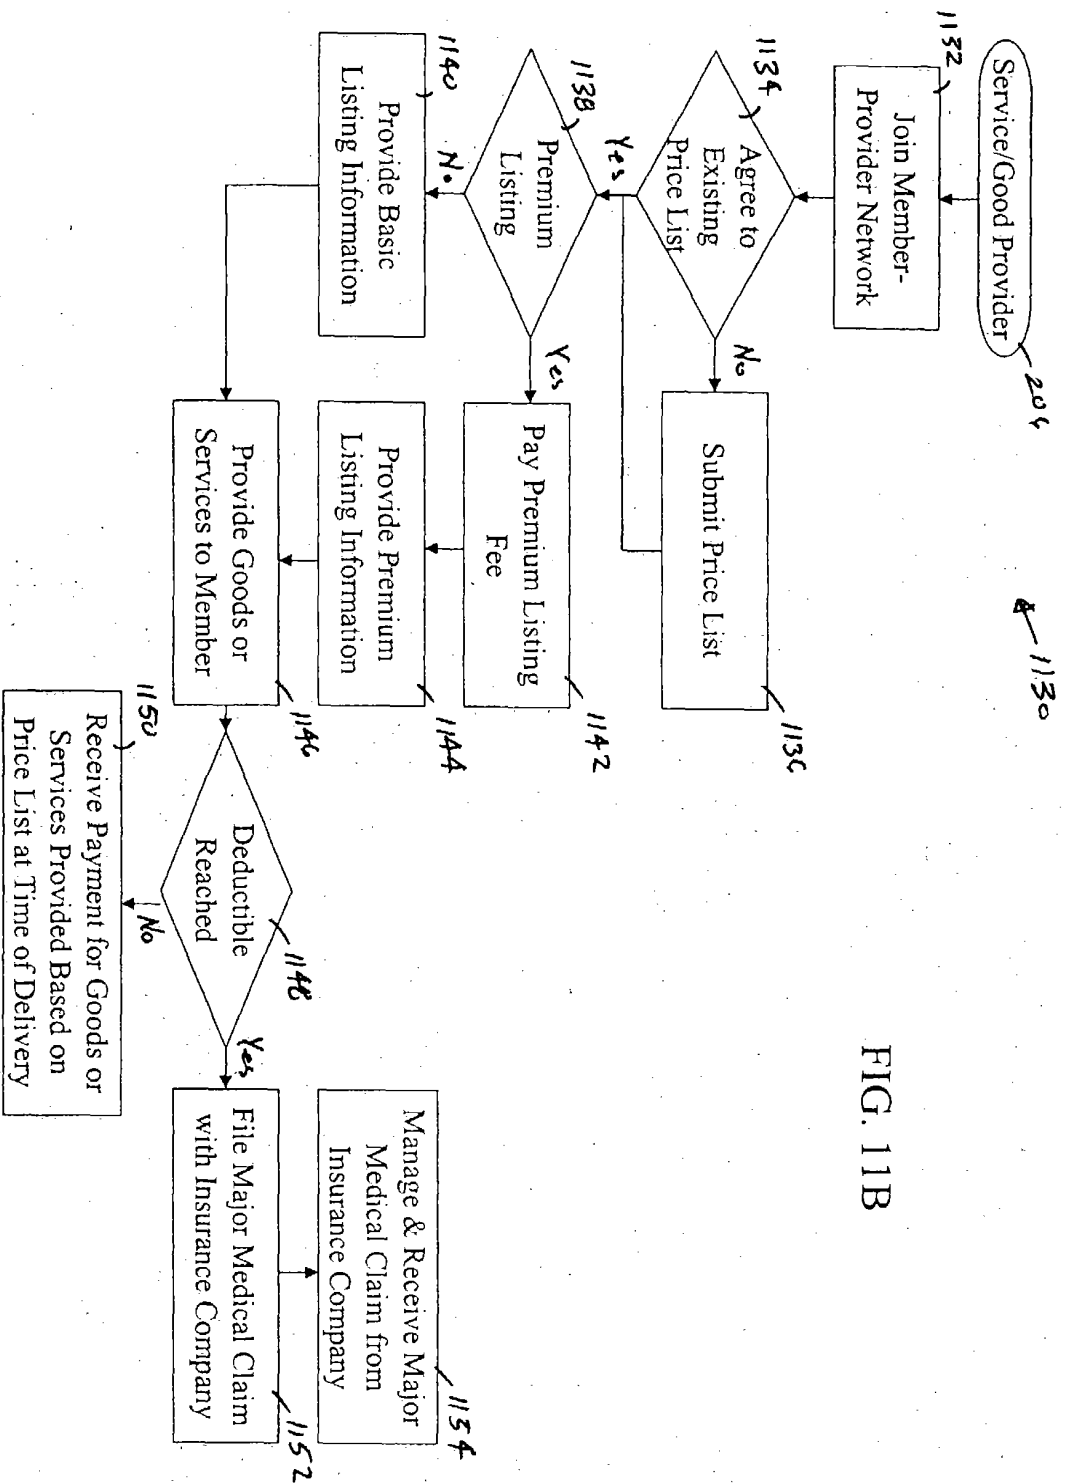 1130
Service/Good Provider
204
1132
Join Member-
Provider Network
1134
Agree to
Existing
Price List
No
Yes
Submit Price List
1136
1138
Premium
Listing
Yes
No
Pay Premium Listing
Fee
1142
1140
Provide Basic
Listing Information
Provide Premium
Listing Information
1144
Provide Goods or
Services to Member
1146
Deductible
Reached
1148
Yes
No
1150
Receive Payment for Goods or
Services Provided Based on
Price List at Time of Delivery
File Major Medical Claim
with Insurance Company
1152
Manage & Receive Major
Medical Claim from
Insurance Company
1154
FIG. 11B